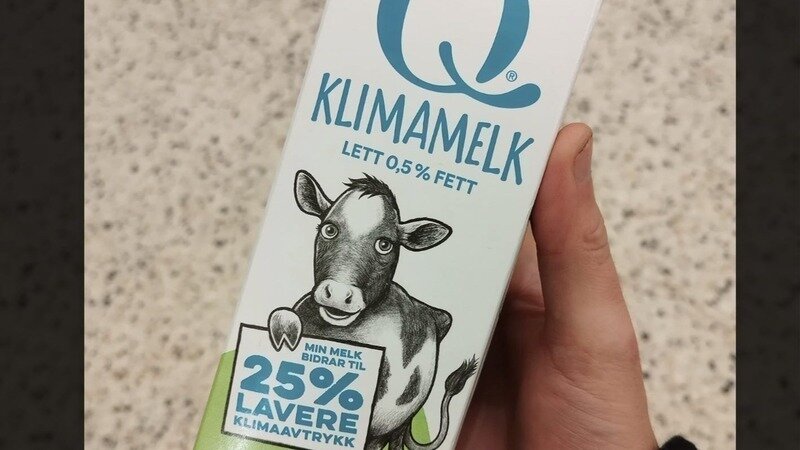 Q®
KLIMAMELK
LETT 0,5% FETT
MIN MELK
BIDRAR TIL
25%
LAVERE
KLIMAAVTRYKK